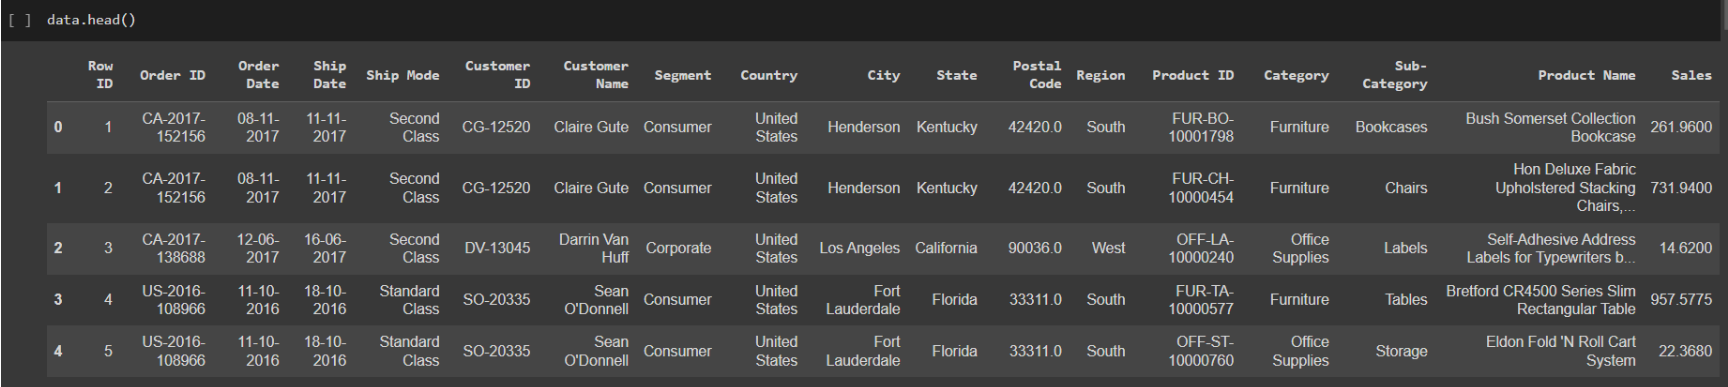 [ ] data.head()
Row ID Order ID Order Date Ship Date Ship Mode Customer ID Customer Name Segment Country City State Postal Code Region Product ID Category Sub-Category Product Name Sales
0 1 CA-2017-152156 08-11-2017 11-11-2017 Second Class CG-12520 Claire Gute Consumer United States Henderson Kentucky 42420.0 South FUR-BO-10001798 Furniture Bookcases Bush Somerset Collection Bookcase 261.9600
1 2 CA-2017-152156 08-11-2017 11-11-2017 Second Class CG-12520 Claire Gute Consumer United States Henderson Kentucky 42420.0 South FUR-CH-10000454 Furniture Chairs Hon Deluxe Fabric Upholstered Stacking Chairs,... 731.9400
2 3 CA-2017-138688 12-06-2017 16-06-2017 Second Class DV-13045 Darrin Van Huff Corporate United States Los Angeles California 90036.0 West OFF-LA-10000240 Office Supplies Labels Self-Adhesive Address Labels for Typewriters b... 14.6200
3 4 US-2016-108966 11-10-2016 18-10-2016 Standard Class SO-20335 Sean O'Donnell Consumer United States Fort Lauderdale Florida 33311.0 South FUR-TA-10000577 Furniture Tables Bretford CR4500 Series Slim Rectangular Table 957.5775
4 5 US-2016-108966 11-10-2016 18-10-2016 Standard Class SO-20335 Sean O'Donnell Consumer United States Fort Lauderdale Florida 33311.0 South OFF-ST-10000760 Office Supplies Storage Eldon Fold 'N Roll Cart System 22.3680